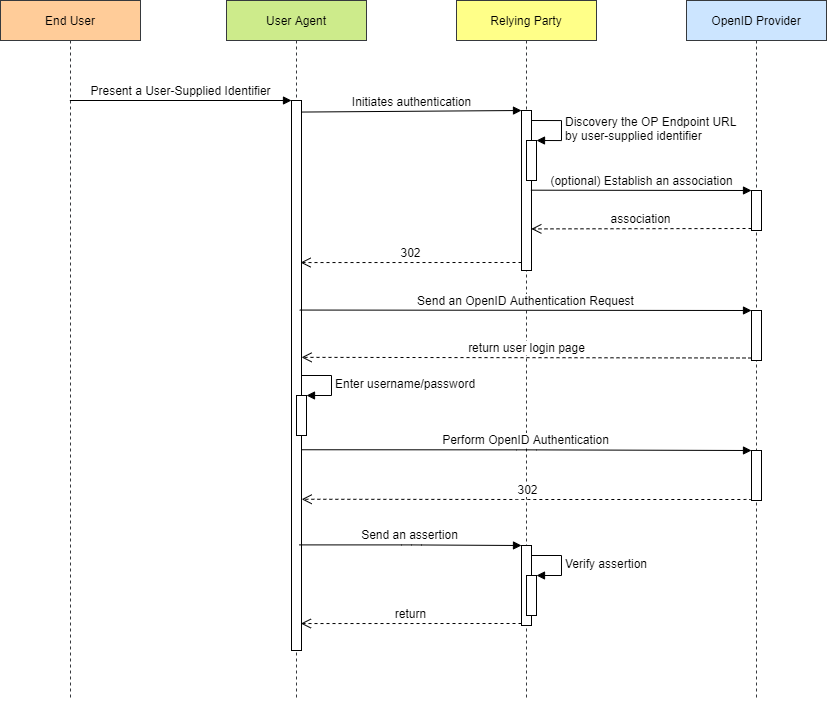 End User
User Agent
Relying Party
OpenID Provider
Present a User-Supplied Identifier
Initiates authentication
Discovery the OP Endpoint URL
by user-supplied identifier
(optional) Establish an association
association
302
Send an OpenID Authentication Request
return user login page
Enter username/password
Perform OpenID Authentication
302
Send an assertion
Verify assertion
return